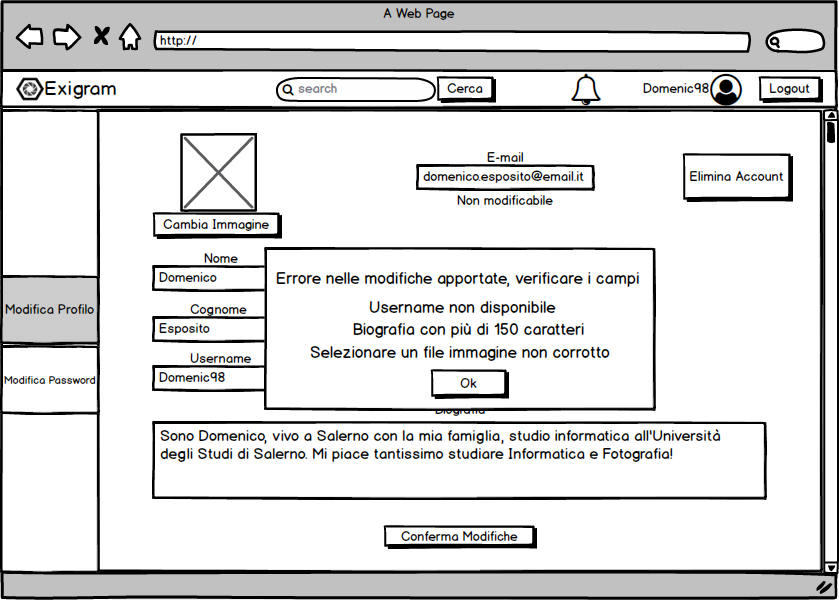 A Web Page
http://
Exigram
search
Cerca
Domenic98
Logout
E-mail
domenico.esposito@email.it
Non modificabile
Elimina Account
Cambia Immagine
Nome
Domenico
Cognome
Esposito
Username
Domenic98
Modifica Profilo
Modifica Password
Errore nelle modifiche apportate, verificare i campi
Username non disponibile
Biografia con più di 150 caratteri
Selezionare un file immagine non corrotto
Ok
Biografia
Sono Domenico, vivo a Salerno con la mia famiglia, studio informatica all'Università
degli Studi di Salerno. Mi piace tantissimo studiare Informatica e Fotografia!
Conferma Modifiche